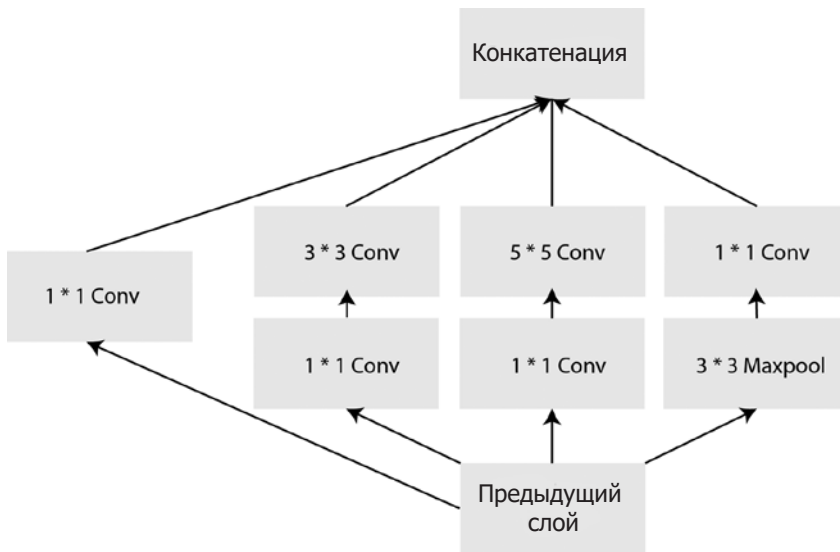 Конкатенация
3 * 3 Conv
5 * 5 Conv
1 * 1 Conv
1 * 1 Conv
1 * 1 Conv
1 * 1 Conv
3 * 3 Maxpool
Предыдущий
слой